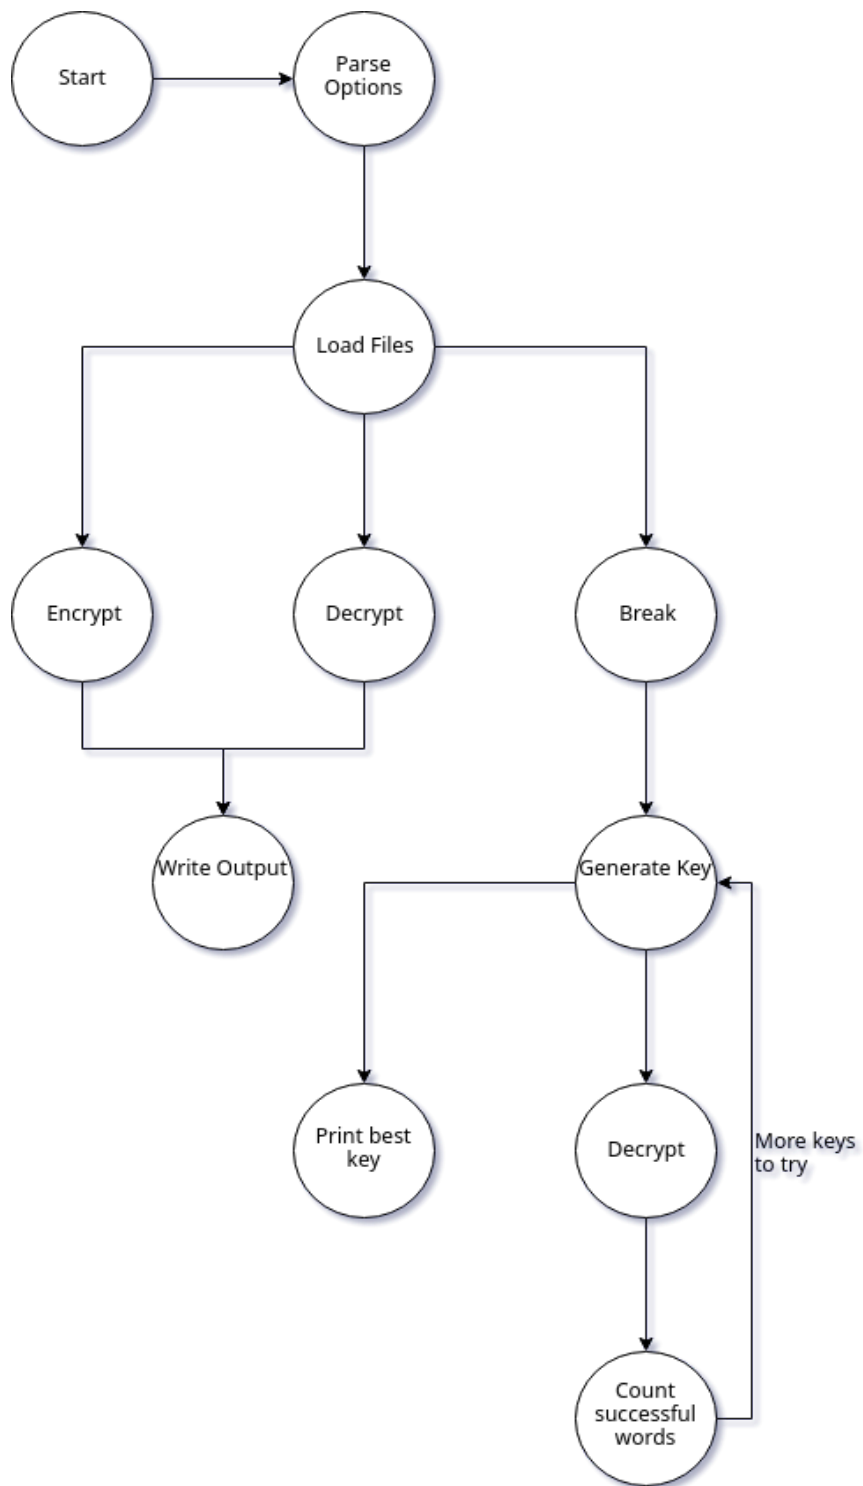 Start
Parse
Options
Load Files
Encrypt
Decrypt
Break
Write Output
Generate Key
Print best
key
Decrypt
More keys
to try
Count
successful
words